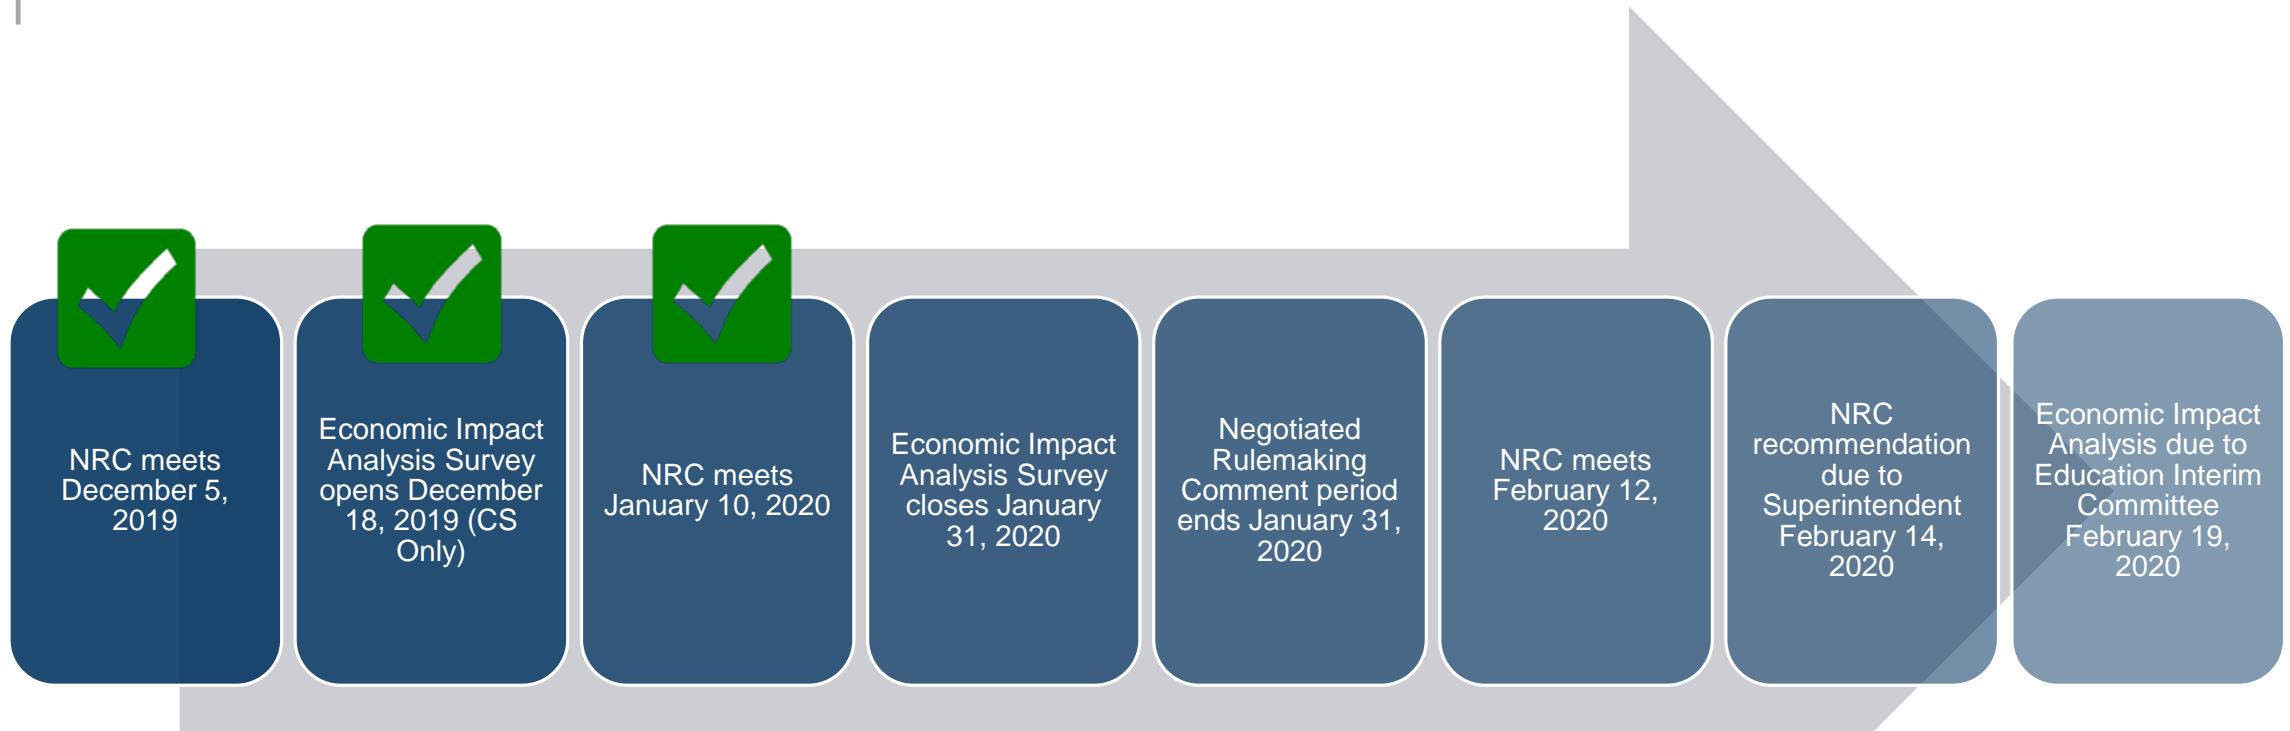 NRC meets
December 5,
2019
Economic Impact
Analysis Survey
opens December
18, 2019 (CS
Only)
NRC meets
January 10, 2020
Economic Impact
Analysis Survey
closes January
31, 2020
Negotiated
Rulemaking
Comment period
ends January 31,
2020
NRC meets
February 12,
2020
NRC
recommendation
due to
Superintendent
February 14,
2020
Economic Impact
Analysis due to
Education Interim
Committee
February 19,
2020